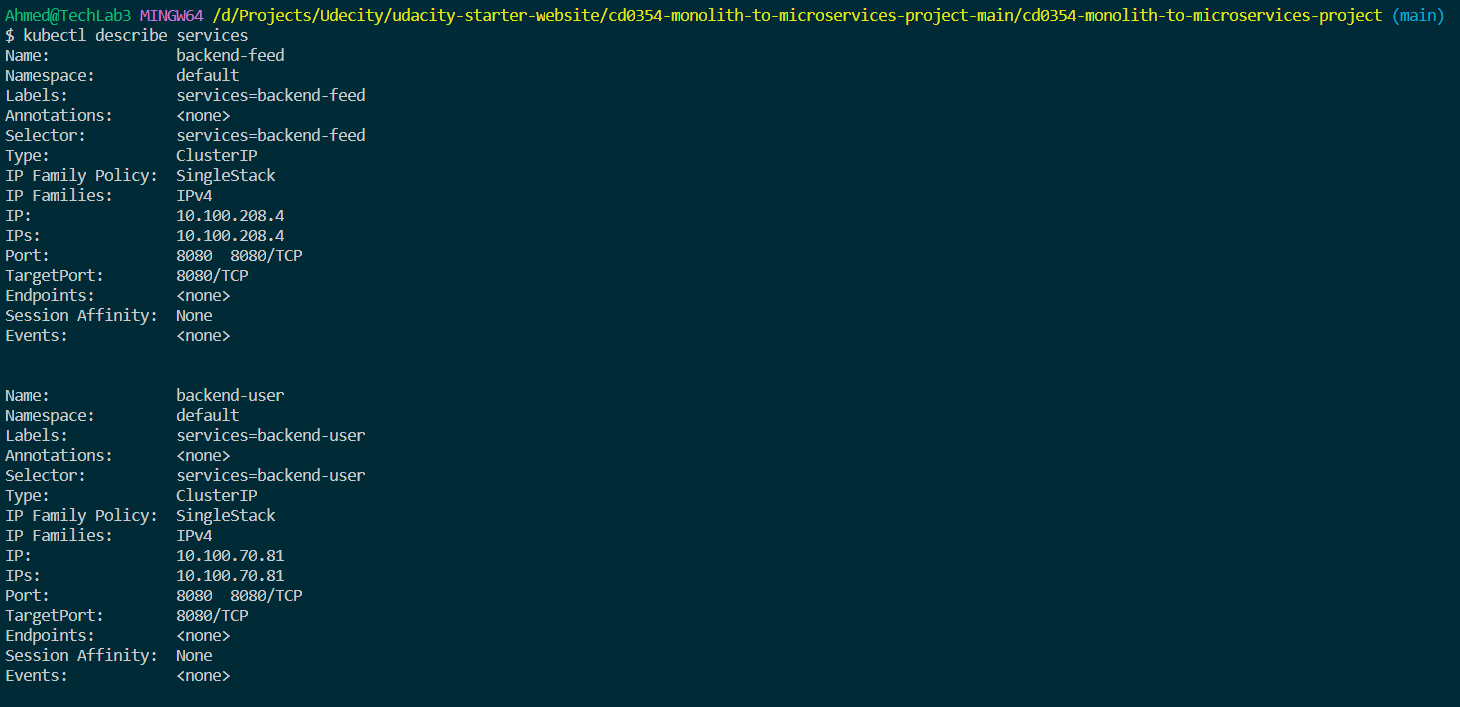 Ahmed@TechLab3 MINGW64 /d/Projects/Udecity/udacity-starter-website/cd0354-monolith-to-microservices-project-main/cd0354-monolith-to-microservices-project (main)
$ kubectl describe services
Name:              backend-feed
Namespace:         default
Labels:            services=backend-feed
Annotations:       <none>
Selector:          services=backend-feed
Type:              ClusterIP
IP Family Policy:  SingleStack
IP Families:       IPv4
IP:                10.100.208.4
IPs:               10.100.208.4
Port:              8080  8080/TCP
TargetPort:        8080/TCP
Endpoints:         <none>
Session Affinity:  None
Events:            <none>
Name:              backend-user
Namespace:         default
Labels:            services=backend-user
Annotations:       <none>
Selector:          services=backend-user
Type:              ClusterIP
IP Family Policy:  SingleStack
IP Families:       IPv4
IP:                10.100.70.81
IPs:               10.100.70.81
Port:              8080  8080/TCP
TargetPort:        8080/TCP
Endpoints:         <none>
Session Affinity:  None
Events:            <none>